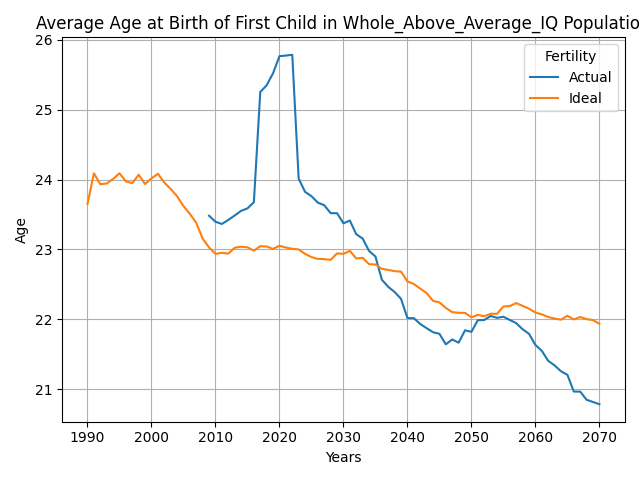 Average Age at Birth of First Child in Whole_Above_Average_IQ Populatio
26
25
24
23
22
21
Age
Fertility
Actual
Ideal
1990 2000 2010 2020 2030 2040 2050 2060 2070
Years